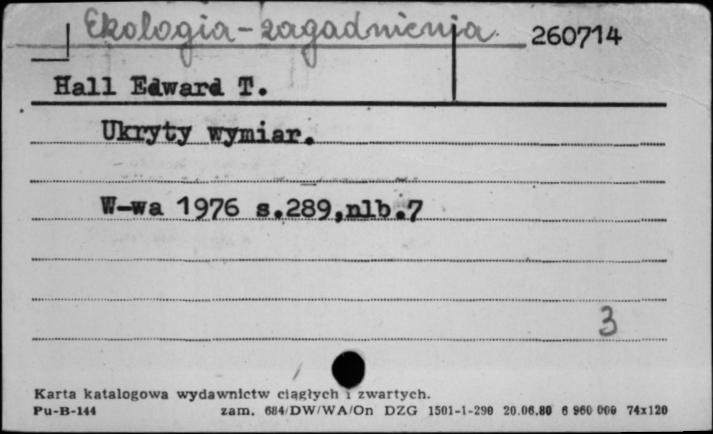 Ekologia - zagadnienia 260714
Hall Edward T.
Ukryty wymiar.
W-wa 1976 s.289,nlb.7
3
Karta katalogowa wydawnictw ciągłych i zwartych.
Pu-B-144 zam. 684/DW/WA/On DZG 1501-1-290 20.06.80 6 960 000 74x120